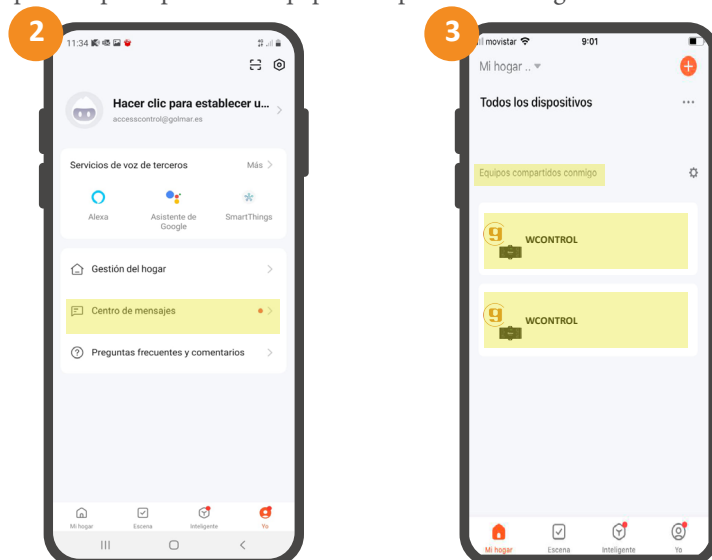 2
11:34
Hacer clic para establecer u...
accesscontrol@golmar.es
Servicios de voz de terceros
Más >
Alexa
Asistente de Google
SmartThings
Gestión del hogar
Centro de mensajes
Preguntas frecuentes y comentarios
Mi hogar
Escena
Inteligente
Yo
3
movistar
9:01
Mi hogar ..
Todos los dispositivos
Equipos compartidos conmigo
g
WCONTROL
g
WCONTROL
Mi hogar
Escena
Inteligente
Yo